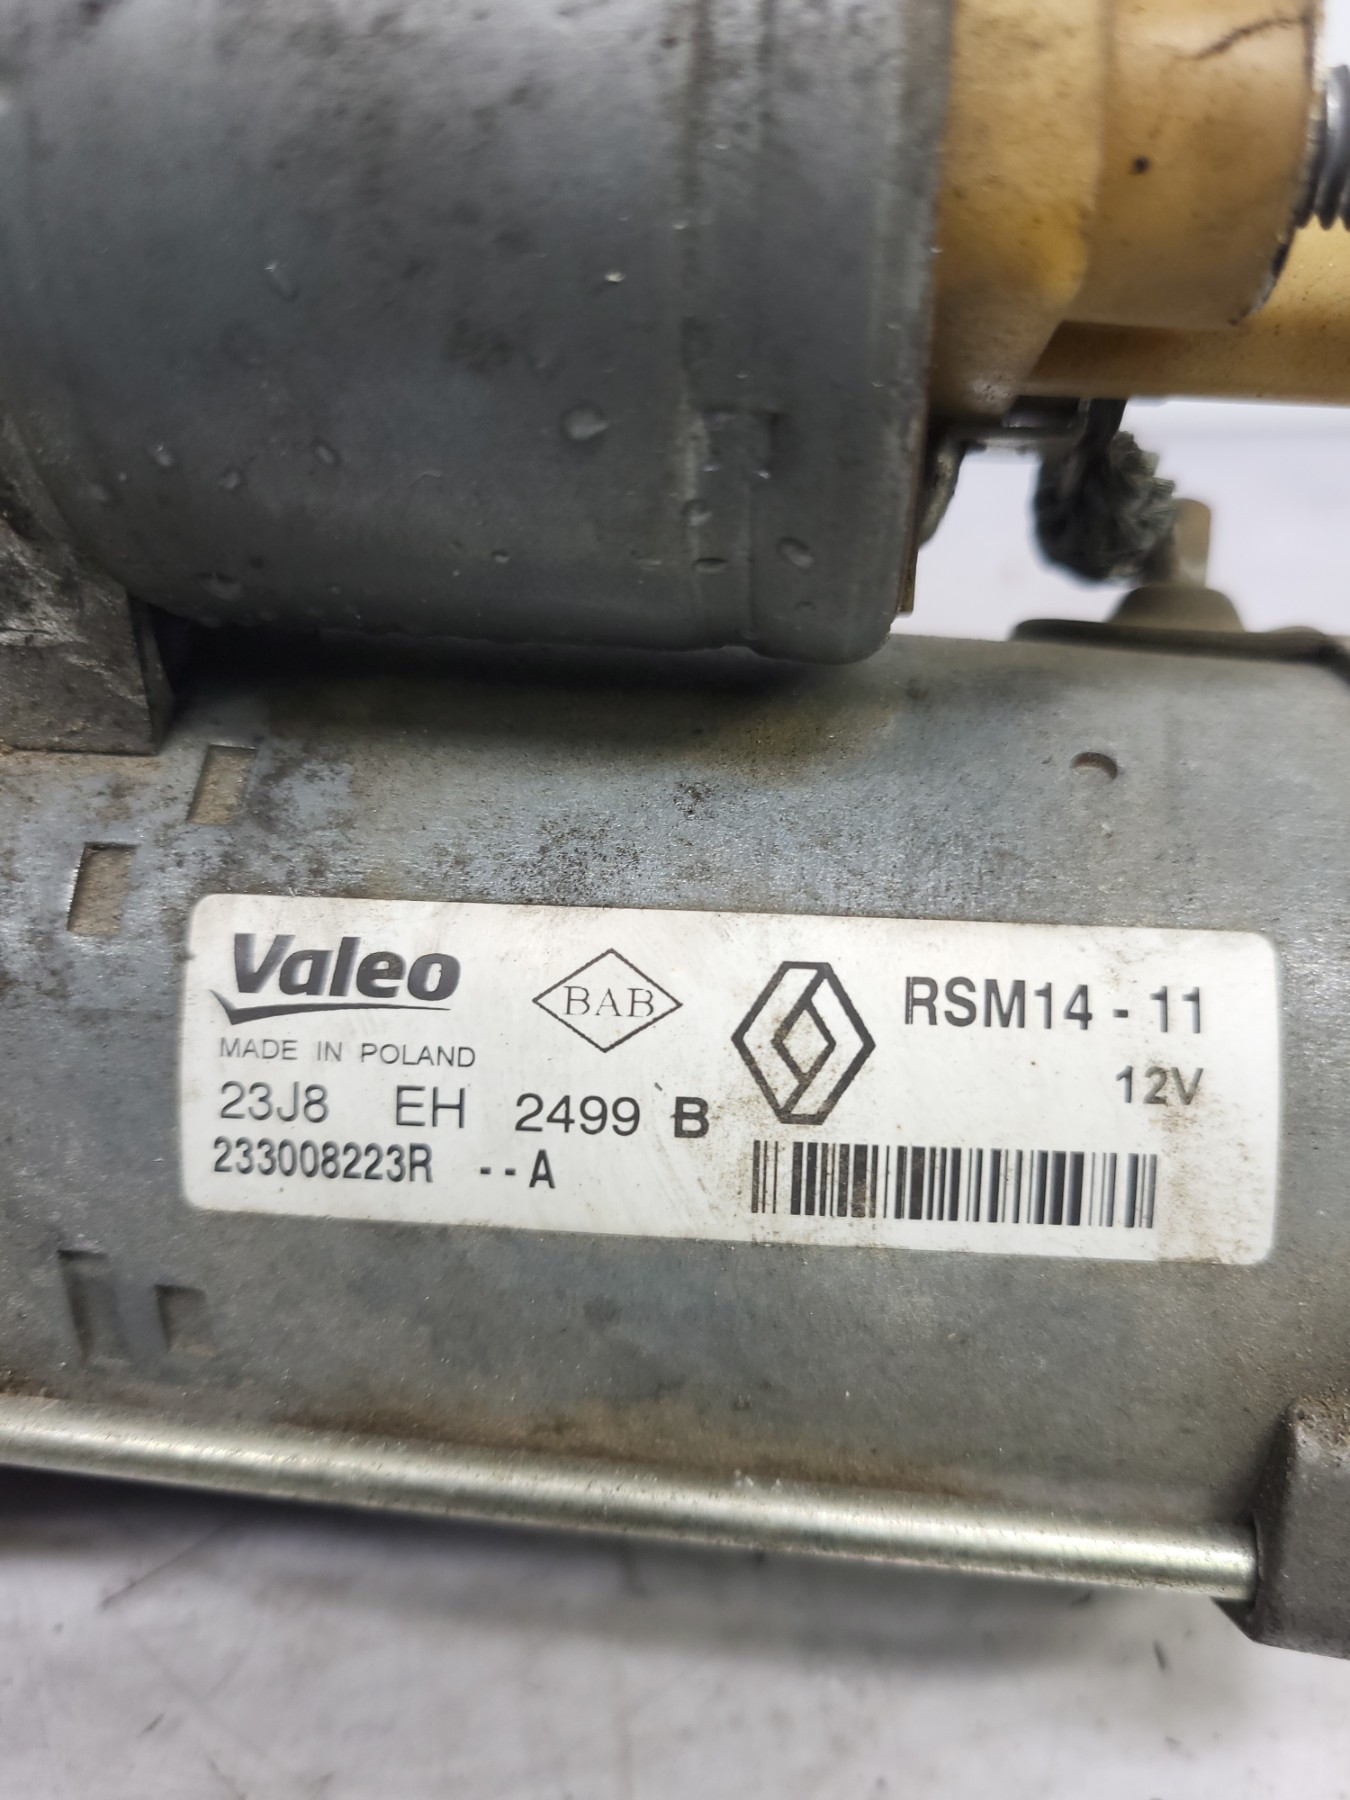 Valeo
BAB
RSM14 - 11
MADE IN POLAND
12V
23J8 EH 2499 B
233008223R --A